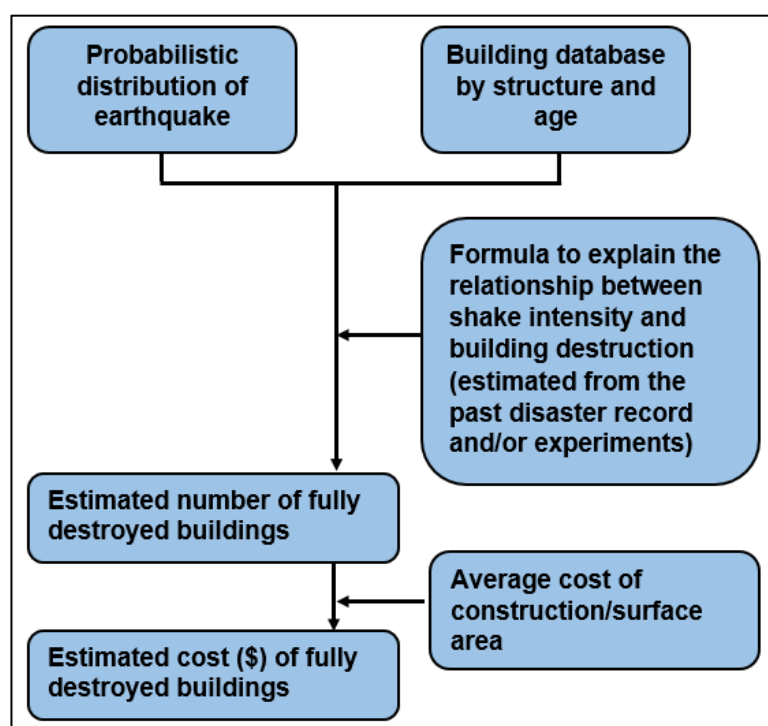 Probabilistic
distribution of
earthquake
Building database
by structure and
age
Formula to explain the
relationship between
shake intensity and
building destruction
(estimated from the
past disaster record
and/or experiments)
Estimated number of fully
destroyed buildings
Average cost of
construction/surface
area
Estimated cost ($) of fully
destroyed buildings